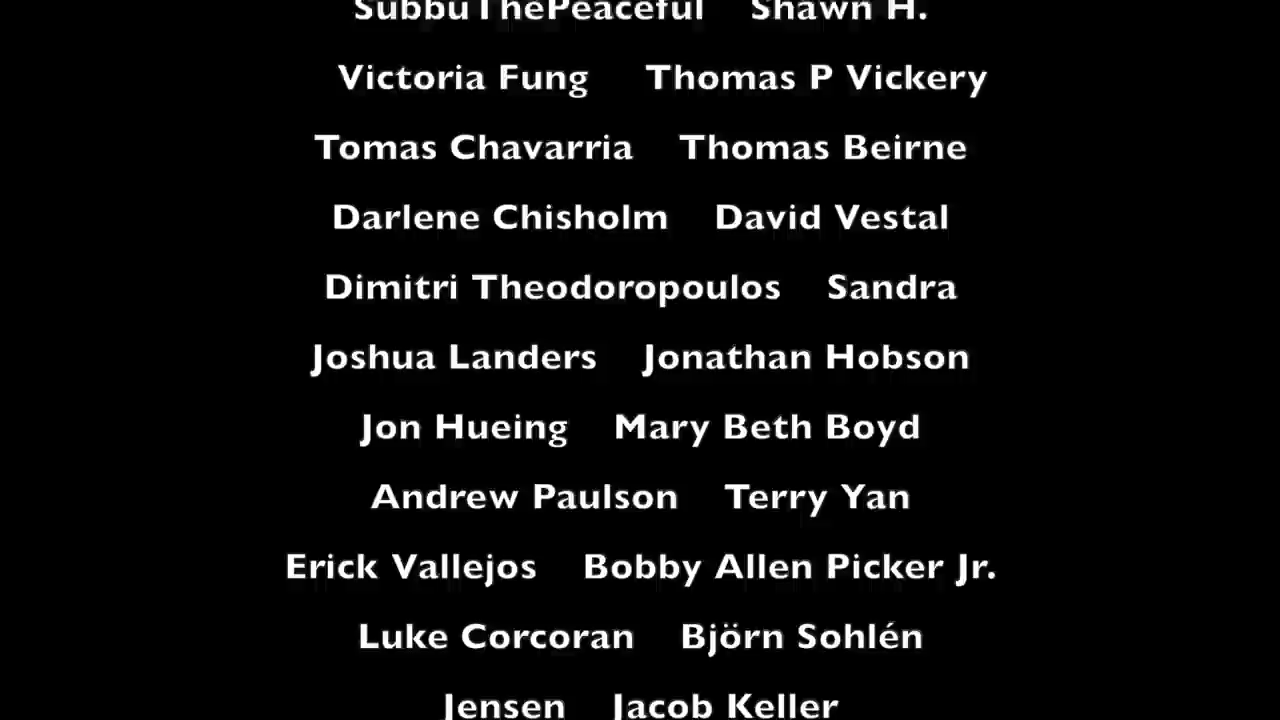 SubbuThePeaceful Shawn H.
Victoria Fung Thomas P Vickery
Tomas Chavarria Thomas Beirne
Darlene Chisholm David Vestal
Dimitri Theodoropoulos Sandra
Joshua Landers Jonathan Hobson
Jon Hueing Mary Beth Boyd
Andrew Paulson Terry Yan
Erick Vallejos Bobby Allen Picker Jr.
Luke Corcoran Björn Sohlén
Jensen Jacob Keller